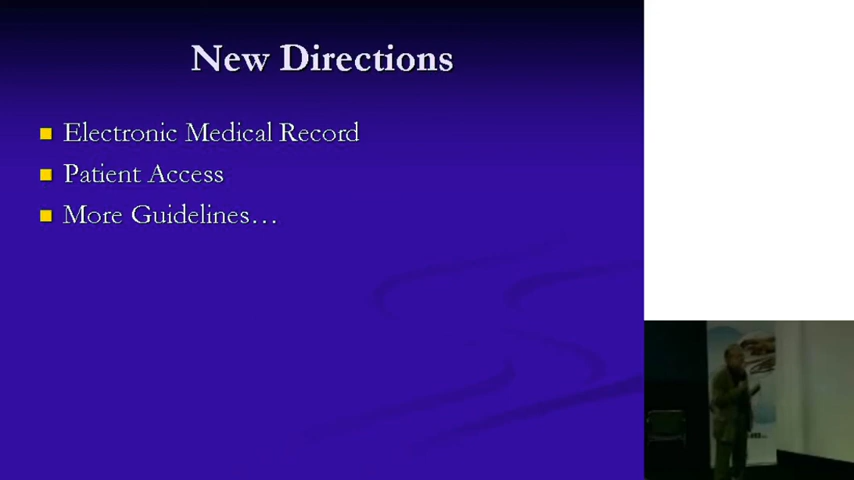 New Directions
Electronic Medical Record
Patient Access
More Guidelines…